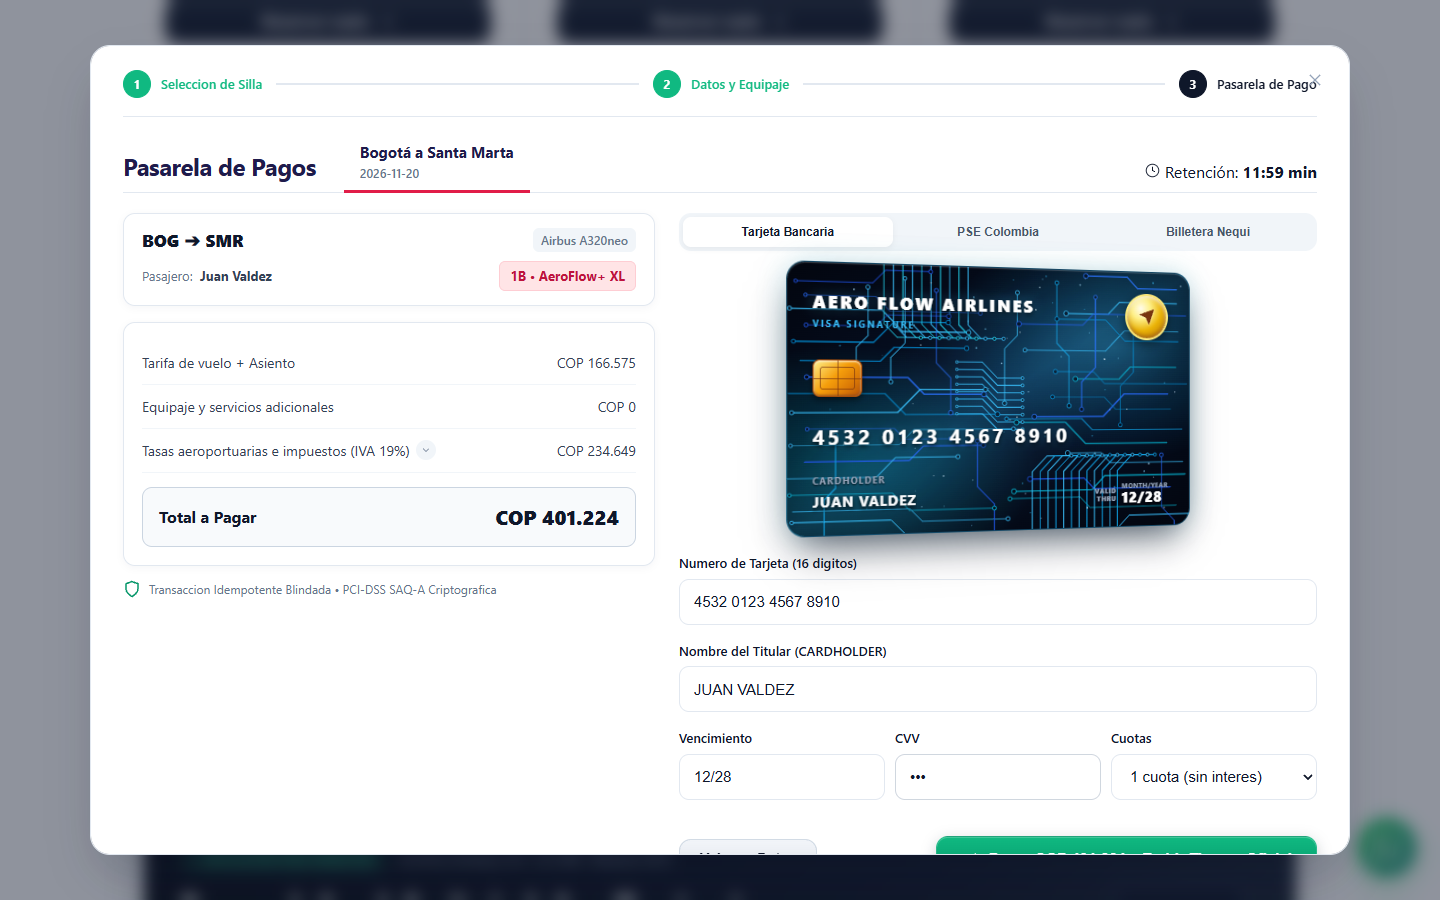 1 Seleccion de Silla
2 Datos y Equipaje
3 Pasarela de Pago
Pasarela de Pagos
Bogotá a Santa Marta
2026-11-20
Retención: 11:59 min
BOG ➔ SMR
Airbus A320neo
Pasajero: Juan Valdez
1B • AeroFlow+ XL
Tarifa de vuelo + Asiento
COP 166.575
Equipaje y servicios adicionales
COP 0
Tasas aeroportuarias e impuestos (IVA 19%)
COP 234.649
Total a Pagar
COP 401.224
Transaccion Idempotente Blindada • PCI-DSS SAQ-A Criptografica
Tarjeta Bancaria
PSE Colombia
Billetera Nequi
AERO FLOW AIRLINES
VISA SIGNATURE
4532 0123 4567 8910
CARDHOLDER
JUAN VALDEZ
VALID THRU
MONTH/YEAR
12/28
Numero de Tarjeta (16 digitos)
4532 0123 4567 8910
Nombre del Titular (CARDHOLDER)
JUAN VALDEZ
Vencimiento
CVV
Cuotas
12/28
•••
1 cuota (sin interes)